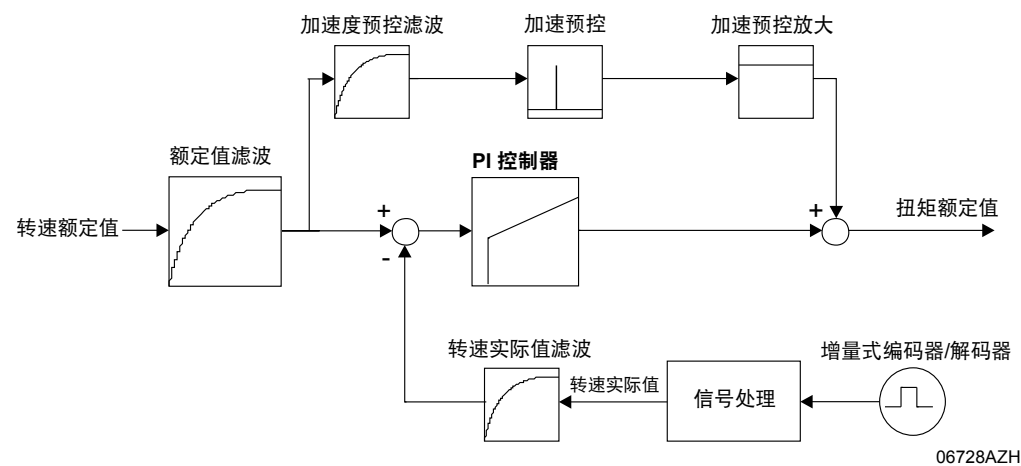 加速度预控滤波
加速预控
加速预控放大
额定值滤波
PI 控制器
转速额定值
+
-
+
扭矩额定值
转速实际值滤波
转速实际值
信号处理
增量式编码器/解码器
06728AZH